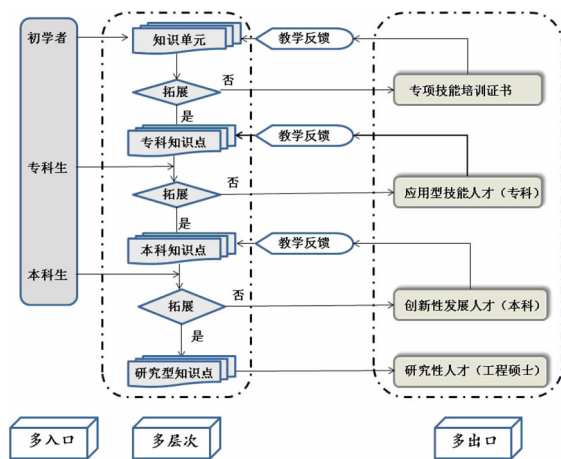 初学者
知识单元
教学反馈
拓展
否
专项技能培训证书
是
专科知识点
教学反馈
专科生
拓展
否
应用型技能人才（专科）
是
本科知识点
教学反馈
本科生
拓展
否
创新性发展人才（本科）
是
研究型知识点
研究性人才（工程硕士）
多入口
多层次
多出口